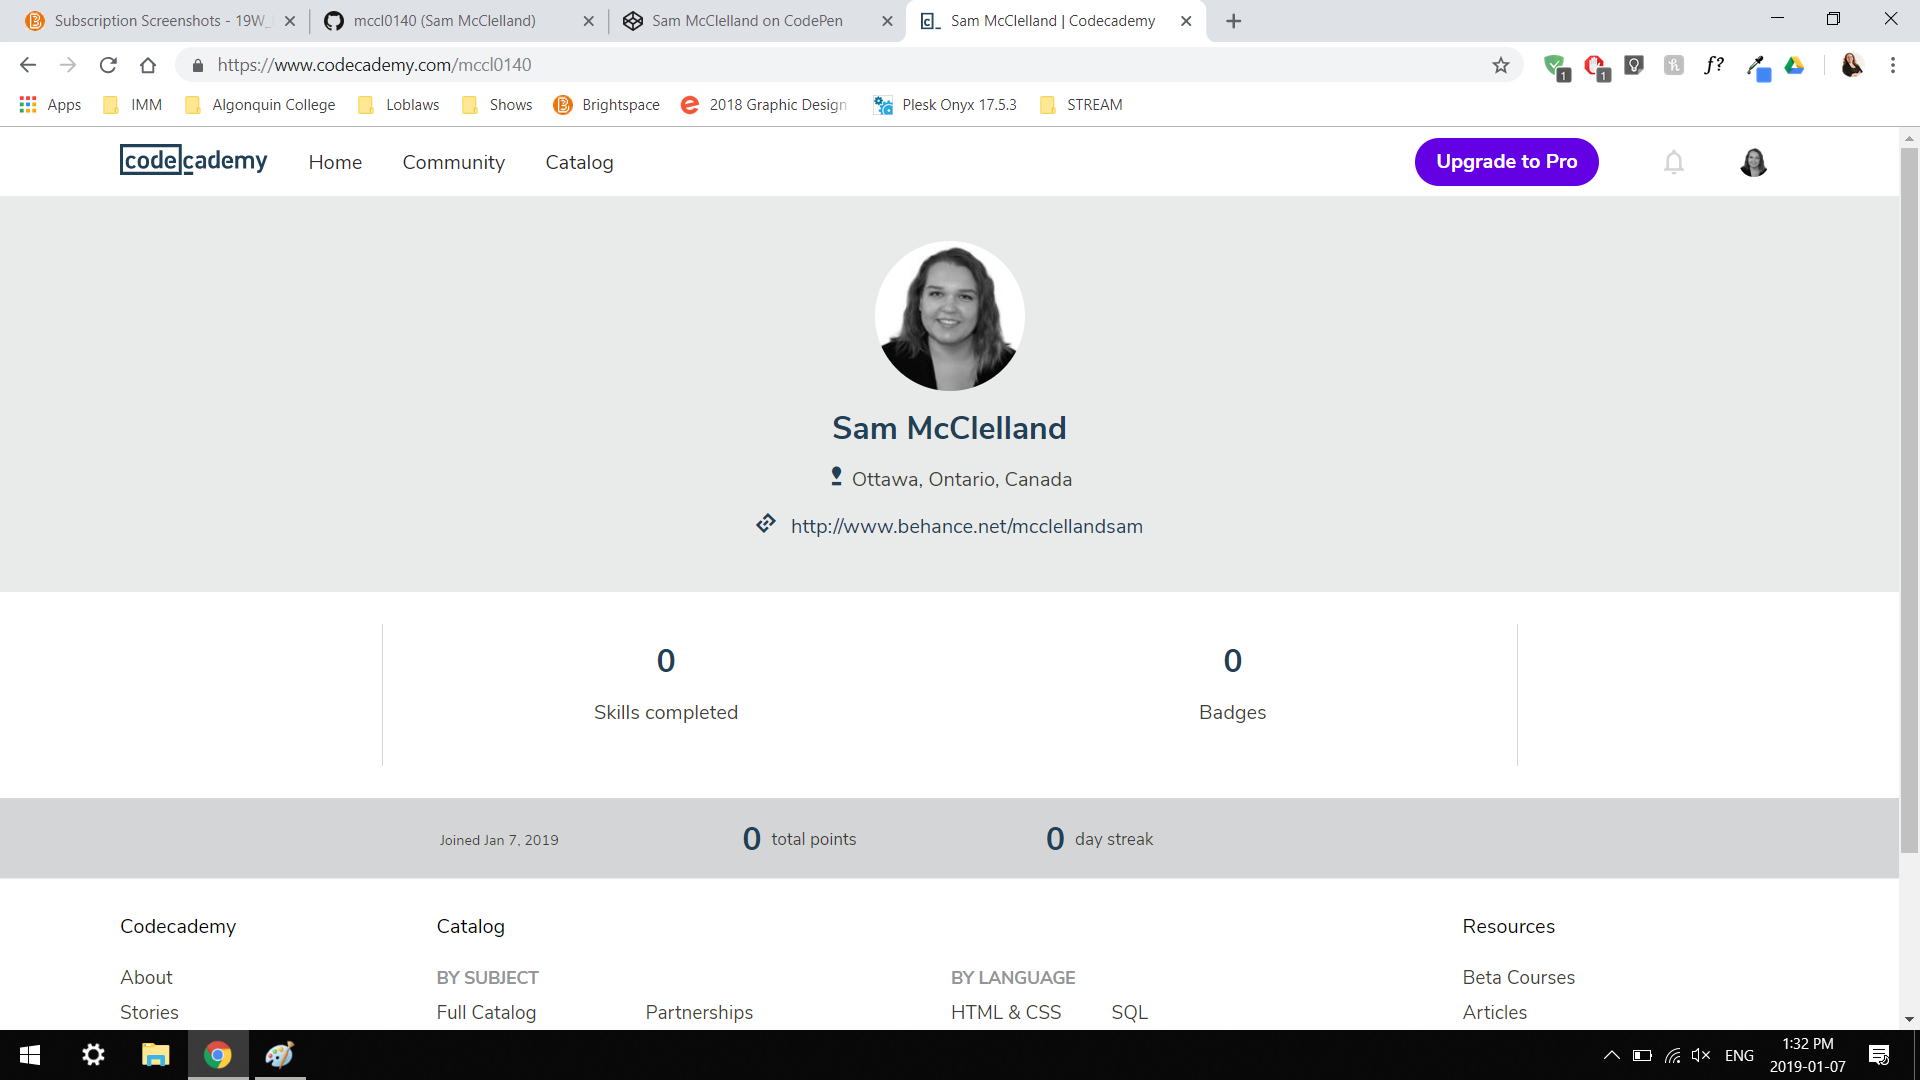 Subscription Screenshots - 19W
mccl0140 (Sam McClelland)
Sam McClelland on CodePen
Sam McClelland | Codecademy
https://www.codecademy.com/mccl0140
Apps IMM Algonquin College Loblaws Shows Brightspace 2018 Graphic Design Plesk Onyx 17.5.3 STREAM
codecademy Home Community Catalog Upgrade to Pro
Sam McClelland
Ottawa, Ontario, Canada
http://www.behance.net/mcclellandsam
0 0
Skills completed Badges
Joined Jan 7, 2019 0 total points 0 day streak
Codecademy Catalog Resources
About BY SUBJECT BY LANGUAGE Beta Courses
Stories Full Catalog Partnerships HTML & CSS SQL Articles
ENG 1:32 PM
2019-01-07